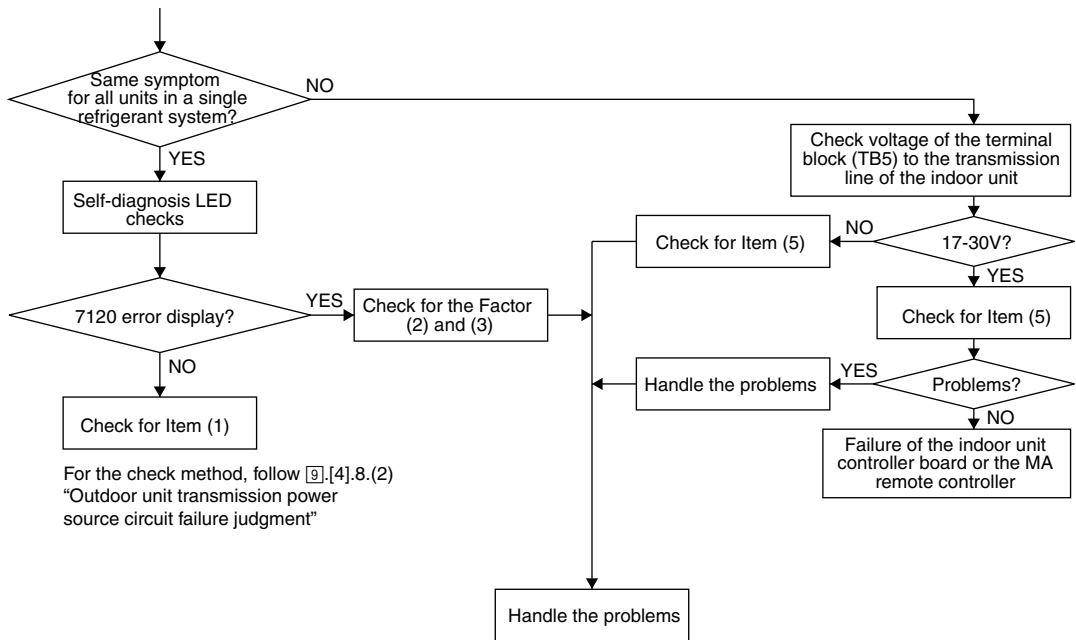 Same symptom
for all units in a single
refrigerant system?
NO
YES
Self-diagnosis LED
checks
7120 error display?
YES
Check for the Factor
(2) and (3)
NO
Check for Item (1)
For the check method, follow 9.[4].8.(2)
“Outdoor unit transmission power
source circuit failure judgment”
Check voltage of the terminal
block (TB5) to the transmission
line of the indoor unit
17-30V?
NO
Check for Item (5)
YES
Check for Item (5)
Problems?
YES
Handle the problems
NO
Failure of the indoor unit
controller board or the MA
remote controller
Handle the problems